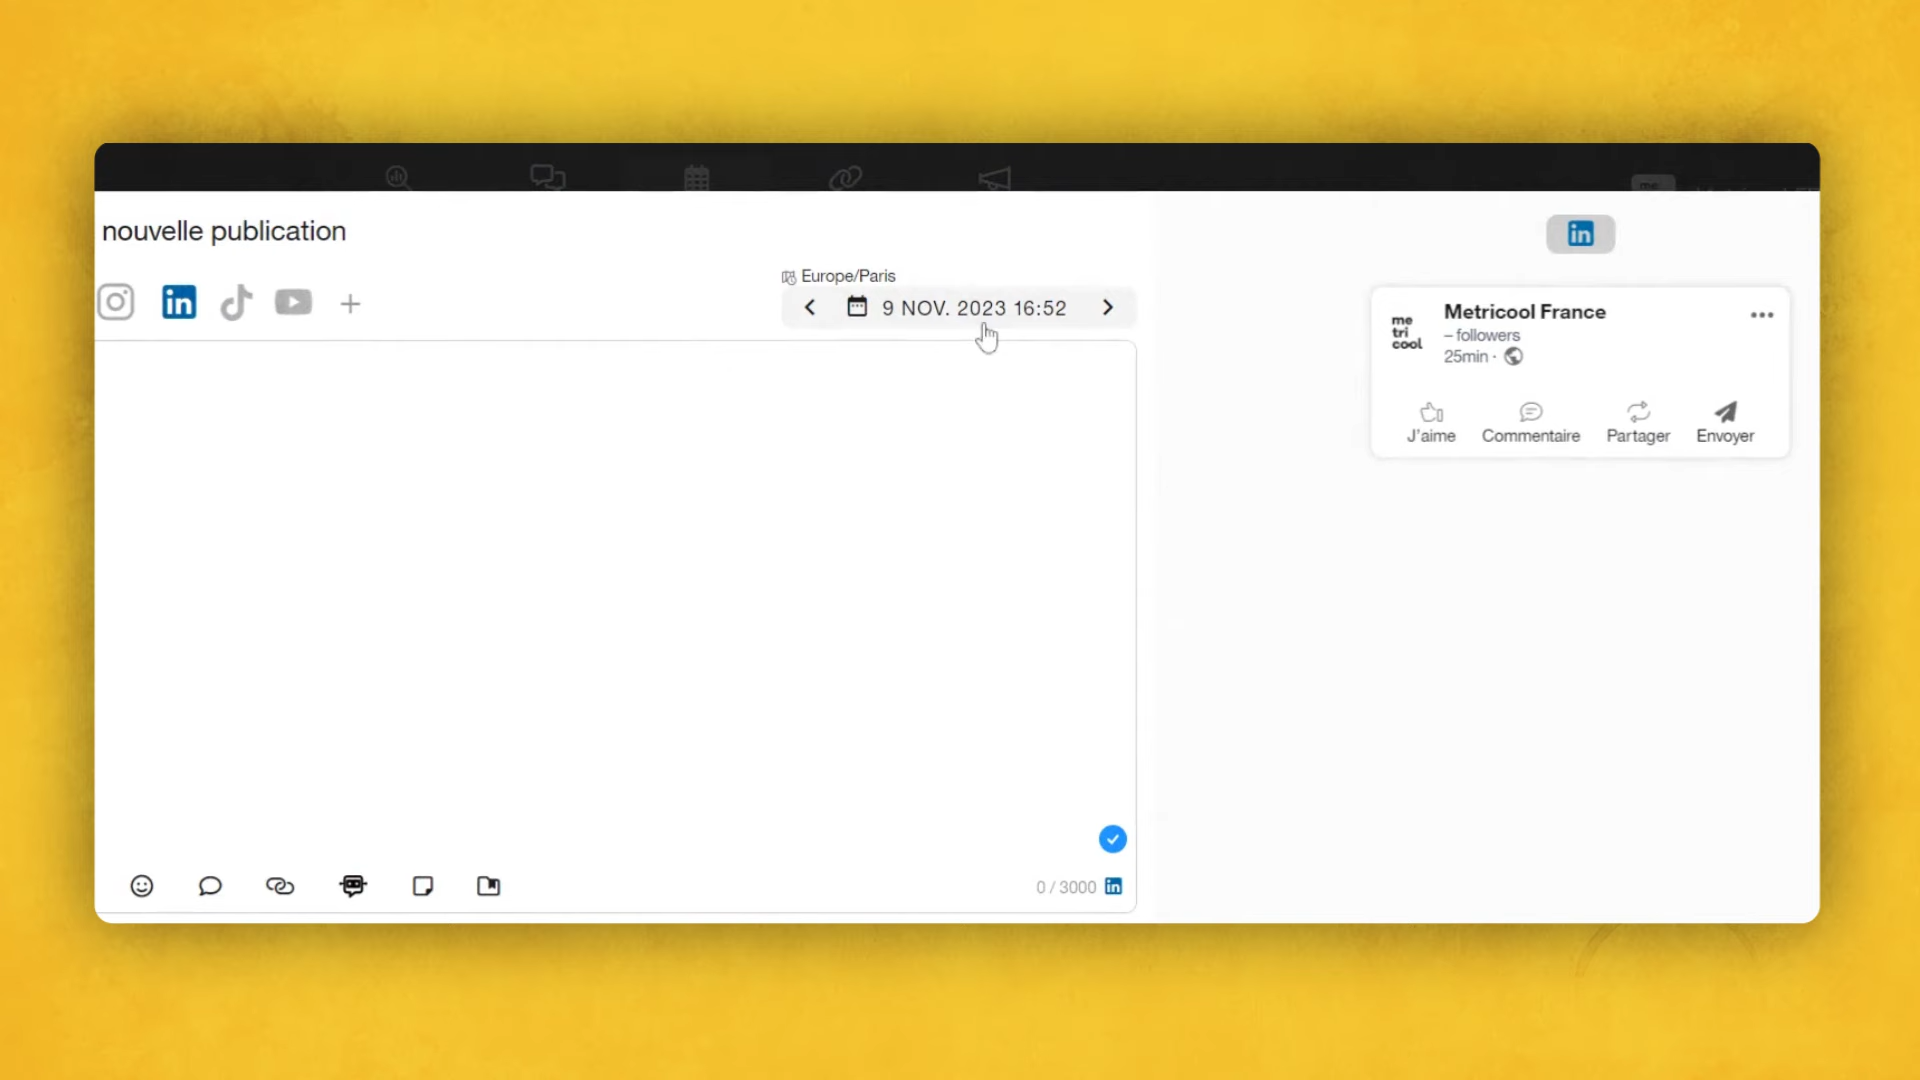 nouvelle publication
Europe/Paris
9 NOV. 2023 16:52
0 / 3000
me
tri
cool
Metricool France
– followers
25min ·
J'aime
Commentaire
Partager
Envoyer